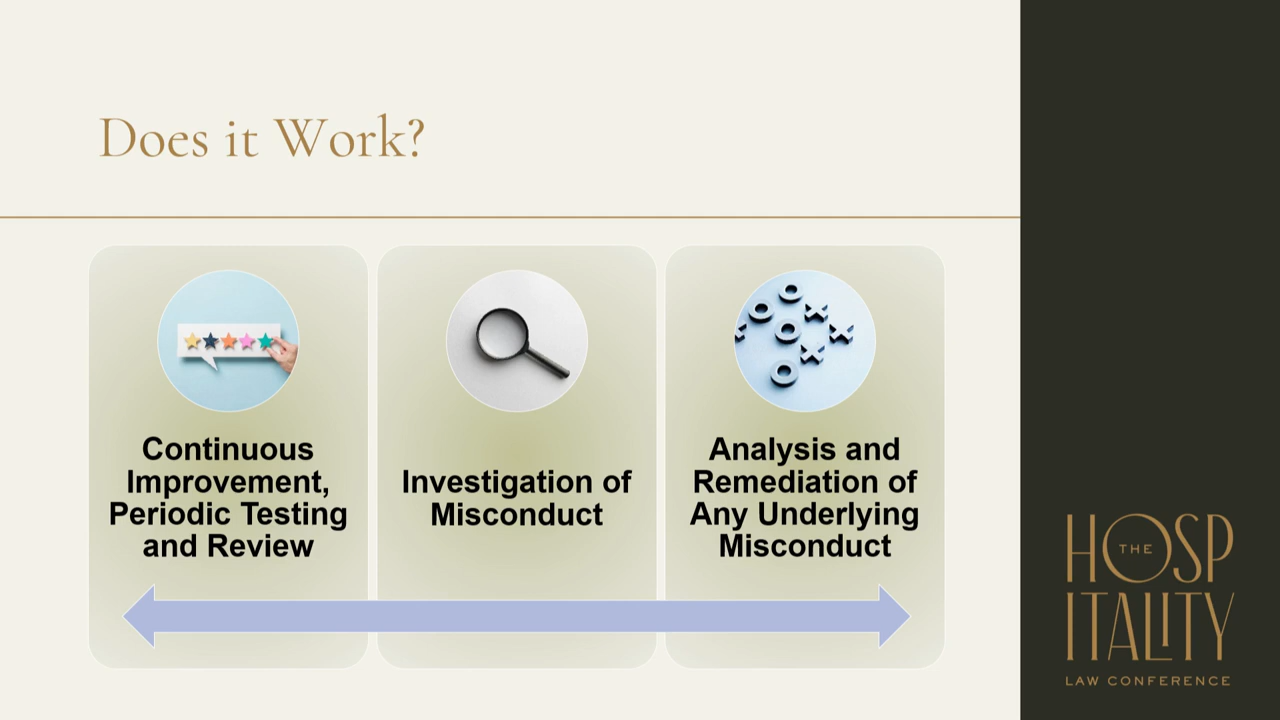 Does it Work?
Continuous
Improvement,
Periodic Testing
and Review
Investigation of
Misconduct
Analysis and
Remediation of
Any Underlying
Misconduct
THE
HOSP
ITALITY
LAW CONFERENCE